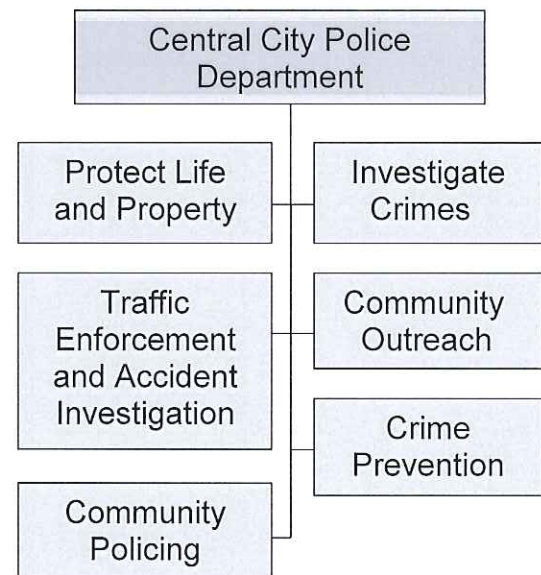 Central City Police
Department
Protect Life
and Property
Investigate
Crimes
Traffic
Enforcement
and Accident
Investigation
Community
Outreach
Crime
Prevention
Community
Policing